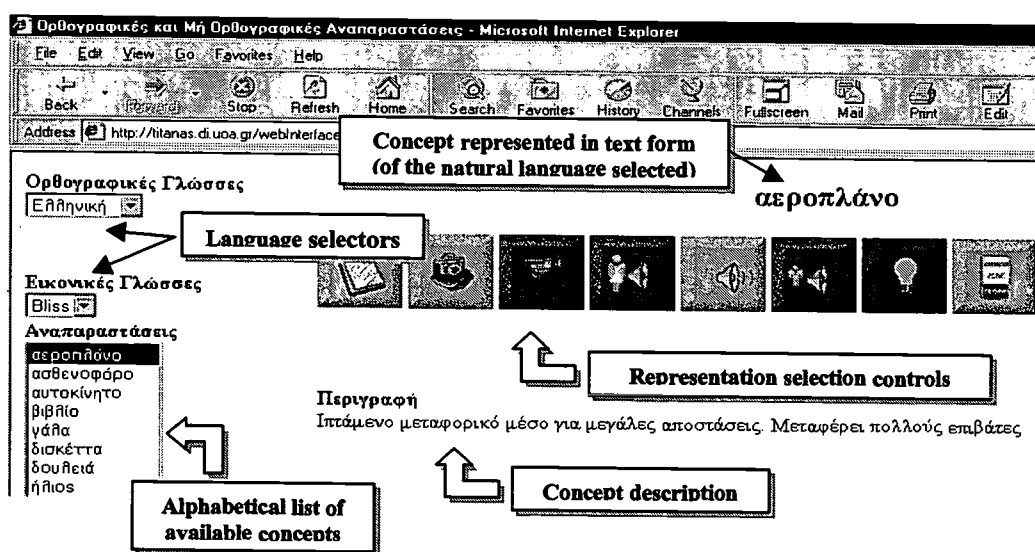 Ορθογραφικές και Μή Ορθογραφικές Αναπαραστάσεις - Microsoft Internet Explorer
File Edit View Go Favorites Help
Back Forward Stop Refresh Home Search Favorites History Channels Fullscreen Mail Print Edit
Address http://titanas.di.uoa.gr/webInterface
Concept represented in text form
(of the natural language selected)
αεροπλάνο
Ορθογραφικές Γλώσσες
Ελληνική
Language selectors
Εικονικές Γλώσσες
Bliss
Αναπαραστάσεις
αεροπλάνο
ασθενοφόρο
αυτοκίνητο
βιβλίο
γάλα
δισκέττα
δουλειά
ήλιος
Representation selection controls
Περιγραφή
Ιπτάμενο μεταφορικό μέσο για μεγάλες αποστάσεις. Μεταφέρει πολλούς επιβάτες
Concept description
Alphabetical list of
available concepts